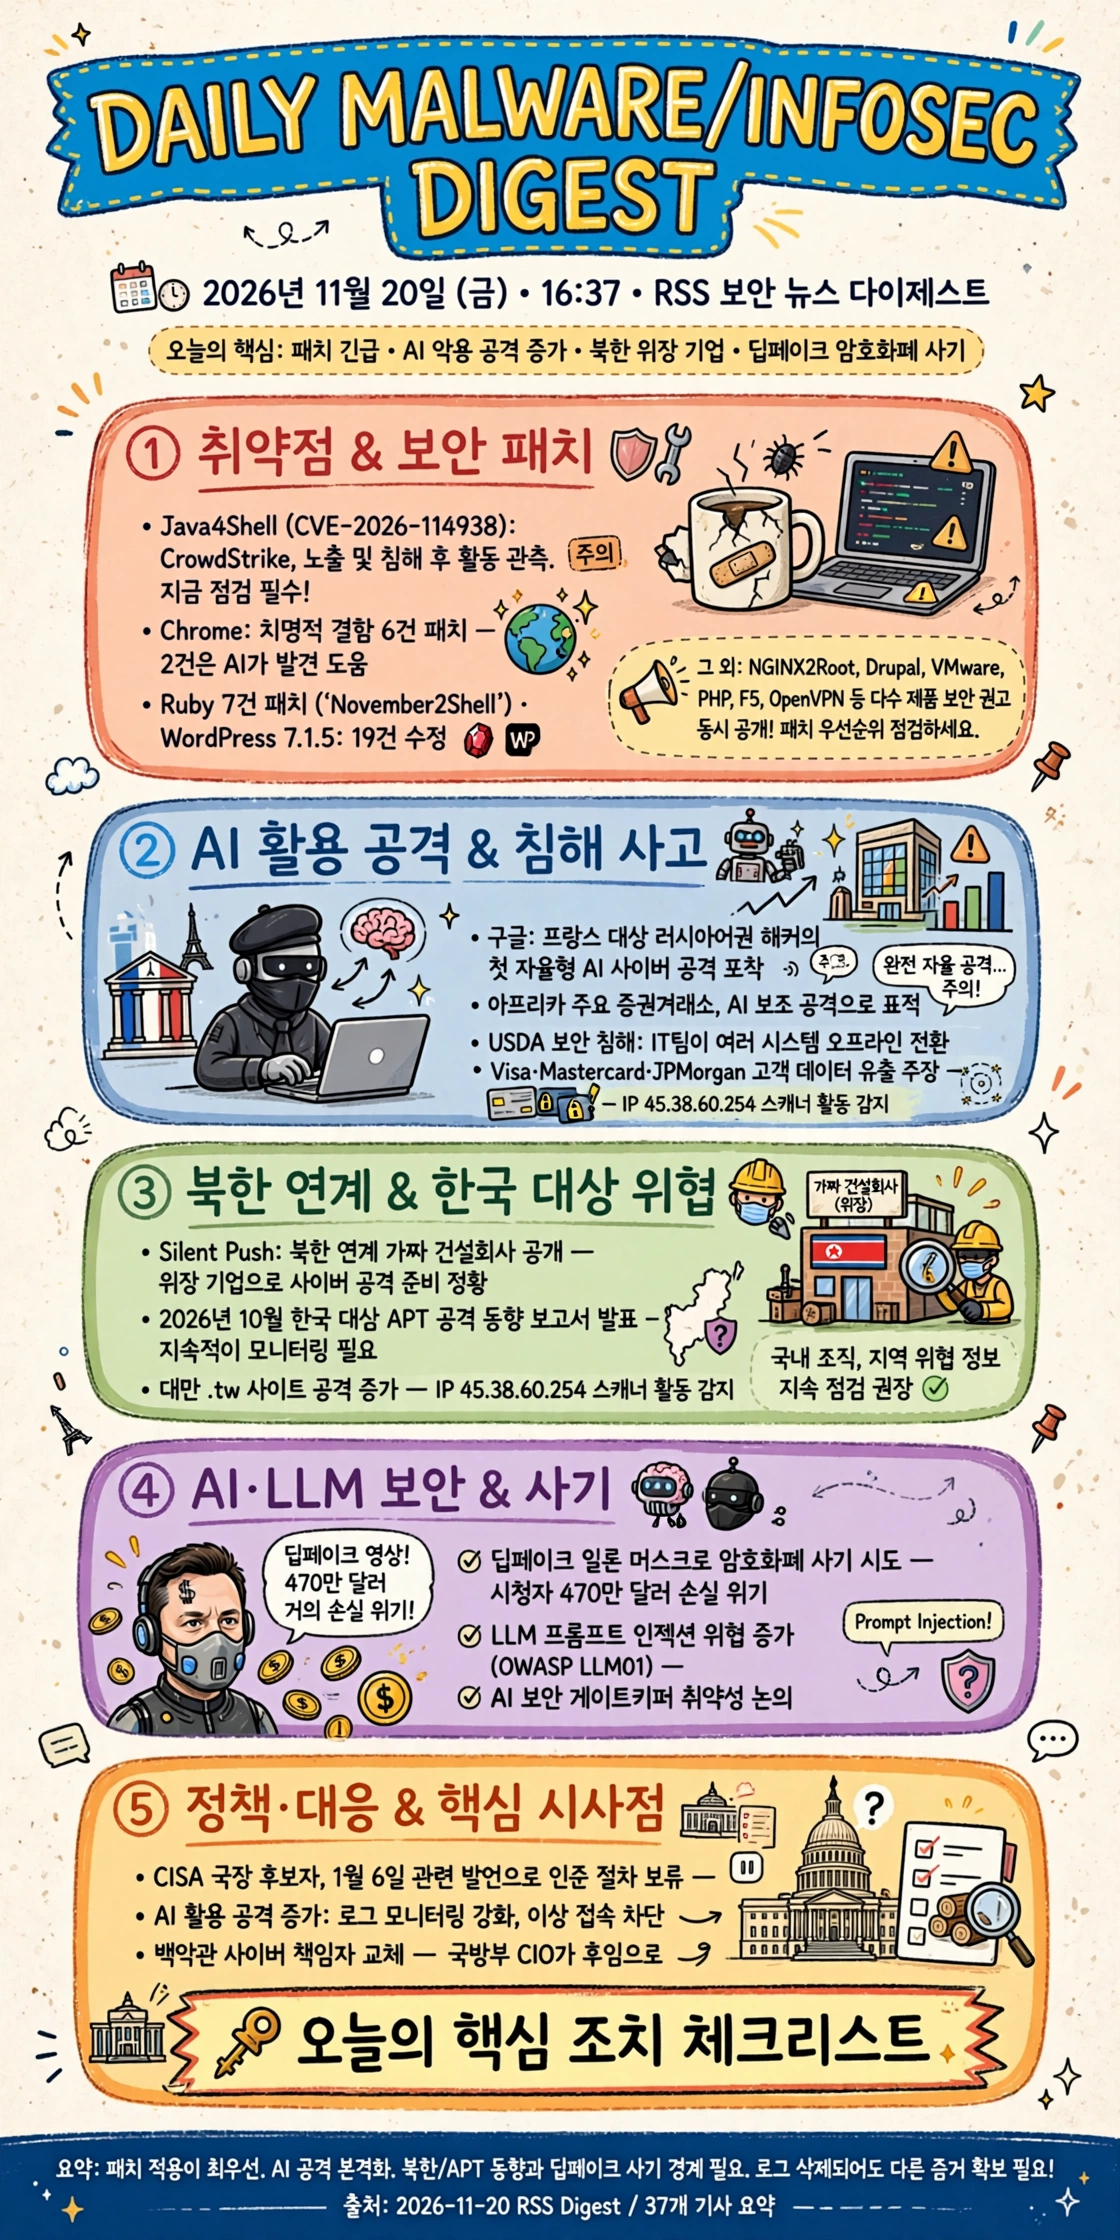 DAILY MALWARE/INFOSEC
DIGEST
2026년 11월 20일 (금) • 16:37 • RSS 보안 뉴스 다이제스트
오늘의 핵심: 패치 긴급 • AI 악용 공격 증가 • 북한 위장 기업 • 딥페이크 암호화폐 사기
① 취약점 & 보안 패치
• Java4Shell (CVE-2026-114938):
CrowdStrike, 노출 및 침해 후 활동 관측.
주의
지금 점검 필수!
• Chrome: 치명적 결함 6건 패치 —
2건은 AI가 발견 도움
• Ruby 7건 패치 (‘November2Shell’) ·
WordPress 7.1.5: 19건 수정
WP
그 외: NGINX2Root, Drupal, VMware,
PHP, F5, OpenVPN 등 다수 제품 보안 권고
동시 공개! 패치 우선순위 점검하세요.
② AI 활용 공격 & 침해 사고
• 구글: 프랑스 대상 러시아어권 해커의
첫 자율형 AI 사이버 공격 포착
완전 자율 공격...
주의!
• 아프리카 주요 증권겨래소, AI 보조 공격으로 표적
• USDA 보안 침해: IT팀이 여러 시스템 오프라인 전환
• Visa·Mastercard·JPMorgan 고객 데이터 유출 주장 —
— IP 45.38.60.254 스캐너 활동 감지
③ 북한 연계 & 한국 대상 위협
가짜 건설회사
(위장)
• Silent Push: 북한 연계 가짜 건설회사 공개 —
위장 기업으로 사이버 공격 준비 정황
• 2026년 10월 한국 대삼 APT 공격 동향 보고서 발표 —
지속적이 모니터링 필요
• 대만 .tw 사이트 공격 증가 — IP 45.38.60.254 스캐너 활동 감지
?
국내 조직, 지역 위협 정보
지속 점검 권장
④ AI·LLM 보안 & 사기
딥페이크 영상!
470만 달러
거의 손실 위기!
$
딥페이크 일론 머스크로 암호화폐 사기 시도 —
시청자 470만 달러 손실 위기
LLM 프롬프트 인젝션 위협 증가
(OWASP LLM01) —
AI 보안 게이트키퍼 취약성 논의
Prompt Injection!
?
⑤ 정책·대응 & 핵심 시사점
?
• CISA 국장 후보자, 1월 6일 관련 발언으로 인준 절차 보류 —
• AI 활용 공격 증가: 로그 모니터링 강화, 이상 접속 차단
• 백악관 사이버 책임자 교체 — 국방부 CIO가 후임으로
오늘의 핵심 조치 체크리스트
요약: 패치 적용이 최우선. AI 공격 본격화. 북한/APT 동향과 딥페이크 사기 경계 필요. 로그 삭제되어도 다른 증거 확보 필요!
출처: 2026-11-20 RSS Digest / 37개 기사 요약